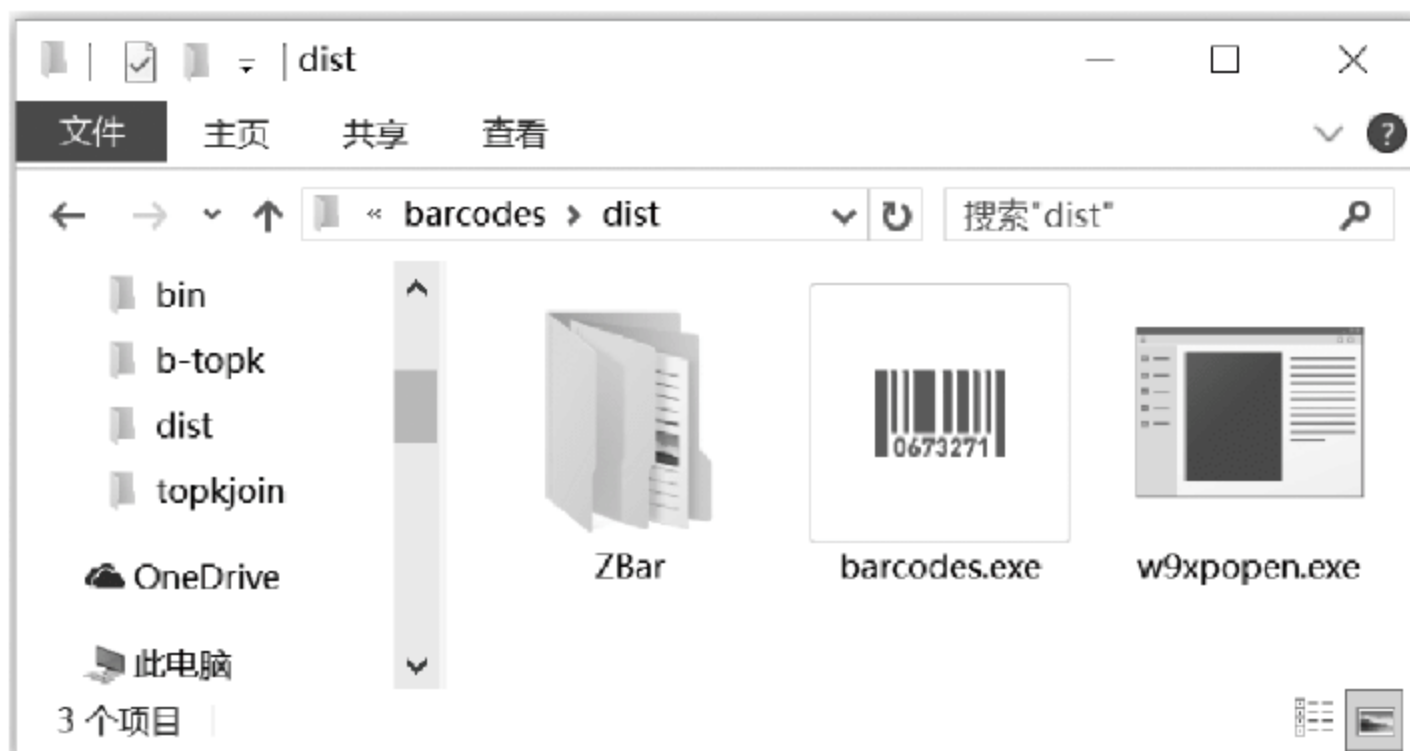 dist
文件 主页 共享 查看
« barcodes > dist 搜索"dist"
bin
b-topk
dist
topkjoin
OneDrive
此电脑
0673271
ZBar barcodes.exe w9xpopen.exe
3 个项目